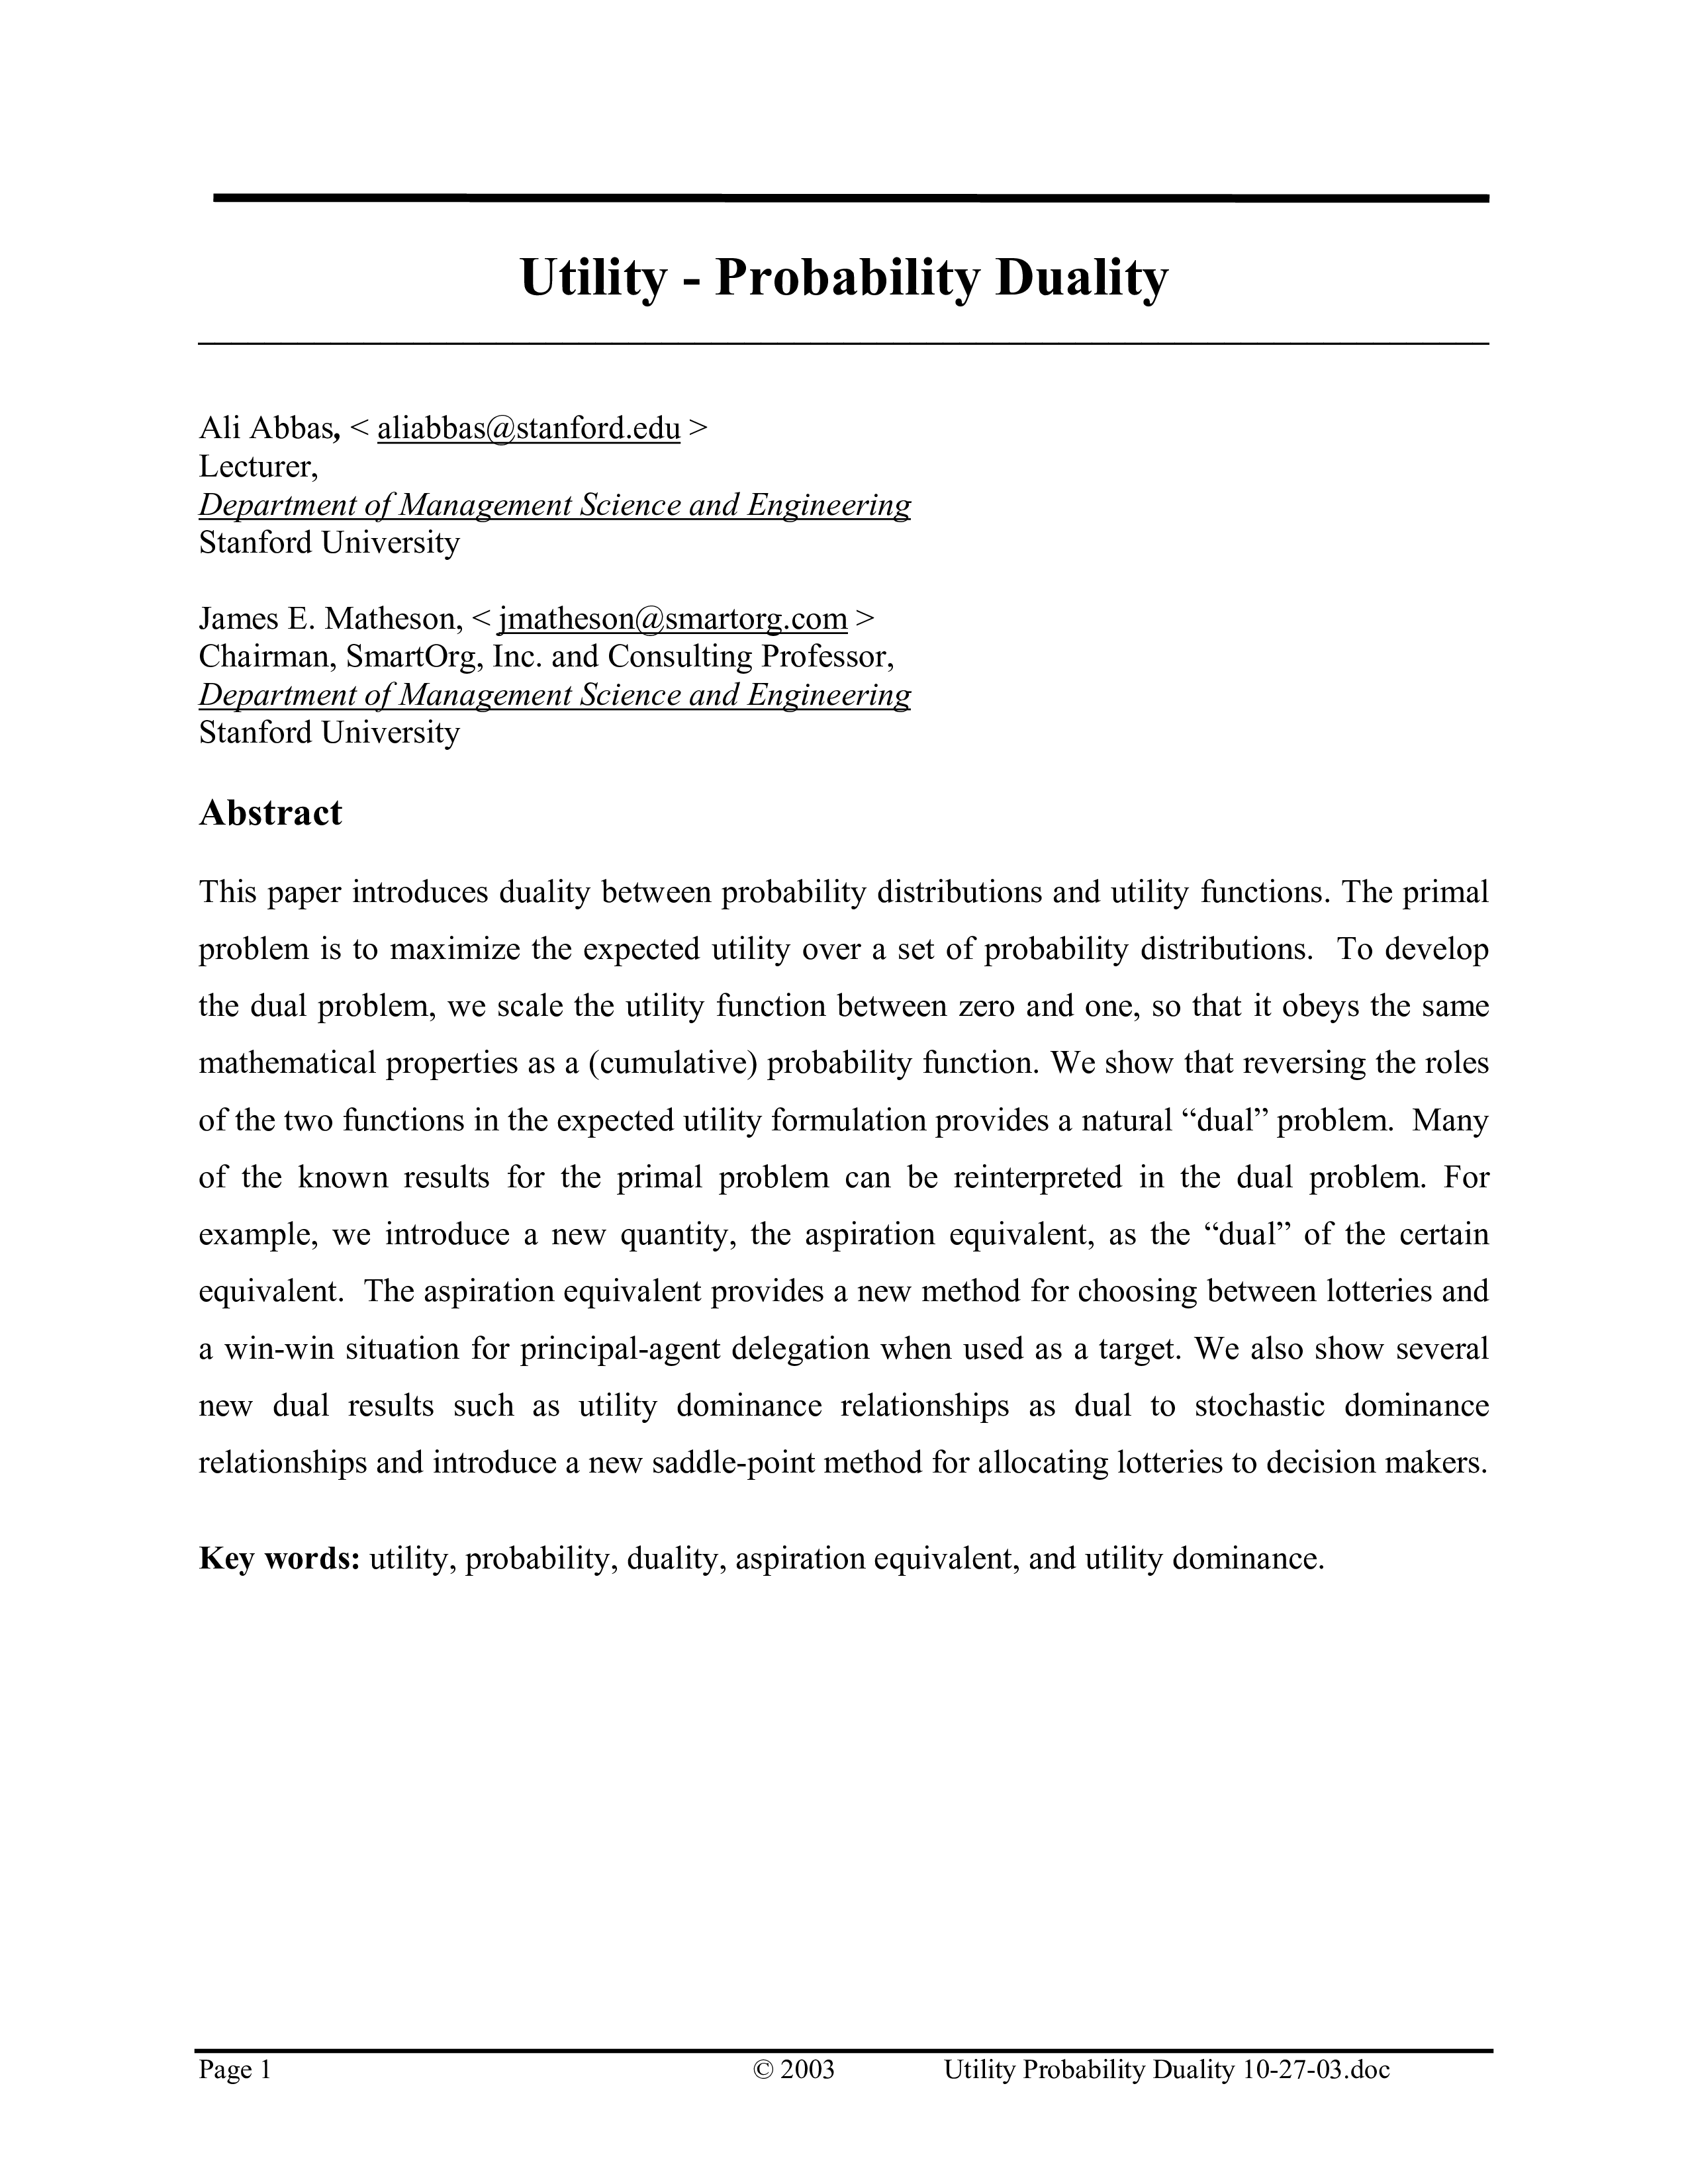 Utility - Probability Duality
Ali Abbas, < aliabbas@stanford.edu >
Lecturer,
Department of Management Science and Engineering
Stanford University
James E. Matheson, < jmatheson@smartorg.com >
Chairman, SmartOrg, Inc. and Consulting Professor,
Department of Management Science and Engineering
Stanford University
Abstract
This paper introduces duality between probability distributions and utility functions. The primal
problem is to maximize the expected utility over a set of probability distributions. To develop
the dual problem, we scale the utility function between zero and one, so that it obeys the same
mathematical properties as a (cumulative) probability function. We show that reversing the roles
of the two functions in the expected utility formulation provides a natural “dual” problem. Many
of the known results for the primal problem can be reinterpreted in the dual problem. For
example, we introduce a new quantity, the aspiration equivalent, as the “dual” of the certain
equivalent. The aspiration equivalent provides a new method for choosing between lotteries and
a win-win situation for principal-agent delegation when used as a target. We also show several
new dual results such as utility dominance relationships as dual to stochastic dominance
relationships and introduce a new saddle-point method for allocating lotteries to decision makers.
Key words: utility, probability, duality, aspiration equivalent, and utility dominance.
Page 1 © 2003 Utility Probability Duality 10-27-03.doc